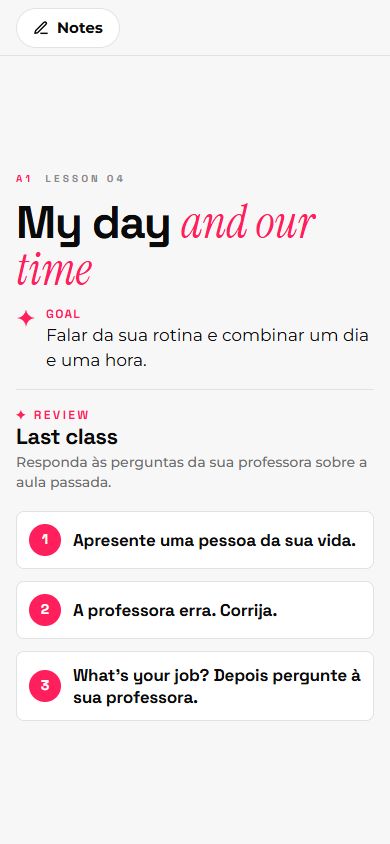 Notes
A1 LESSON 04
My day and our
time
GOAL
Falar da sua rotina e combinar um dia
e uma hora.
REVIEW
Last class
Responda às perguntas da sua professora sobre a
aula passada.
1 Apresente uma pessoa da sua vida.
2 A professora erra. Corrija.
3 What's your job? Depois pergunte à
sua professora.